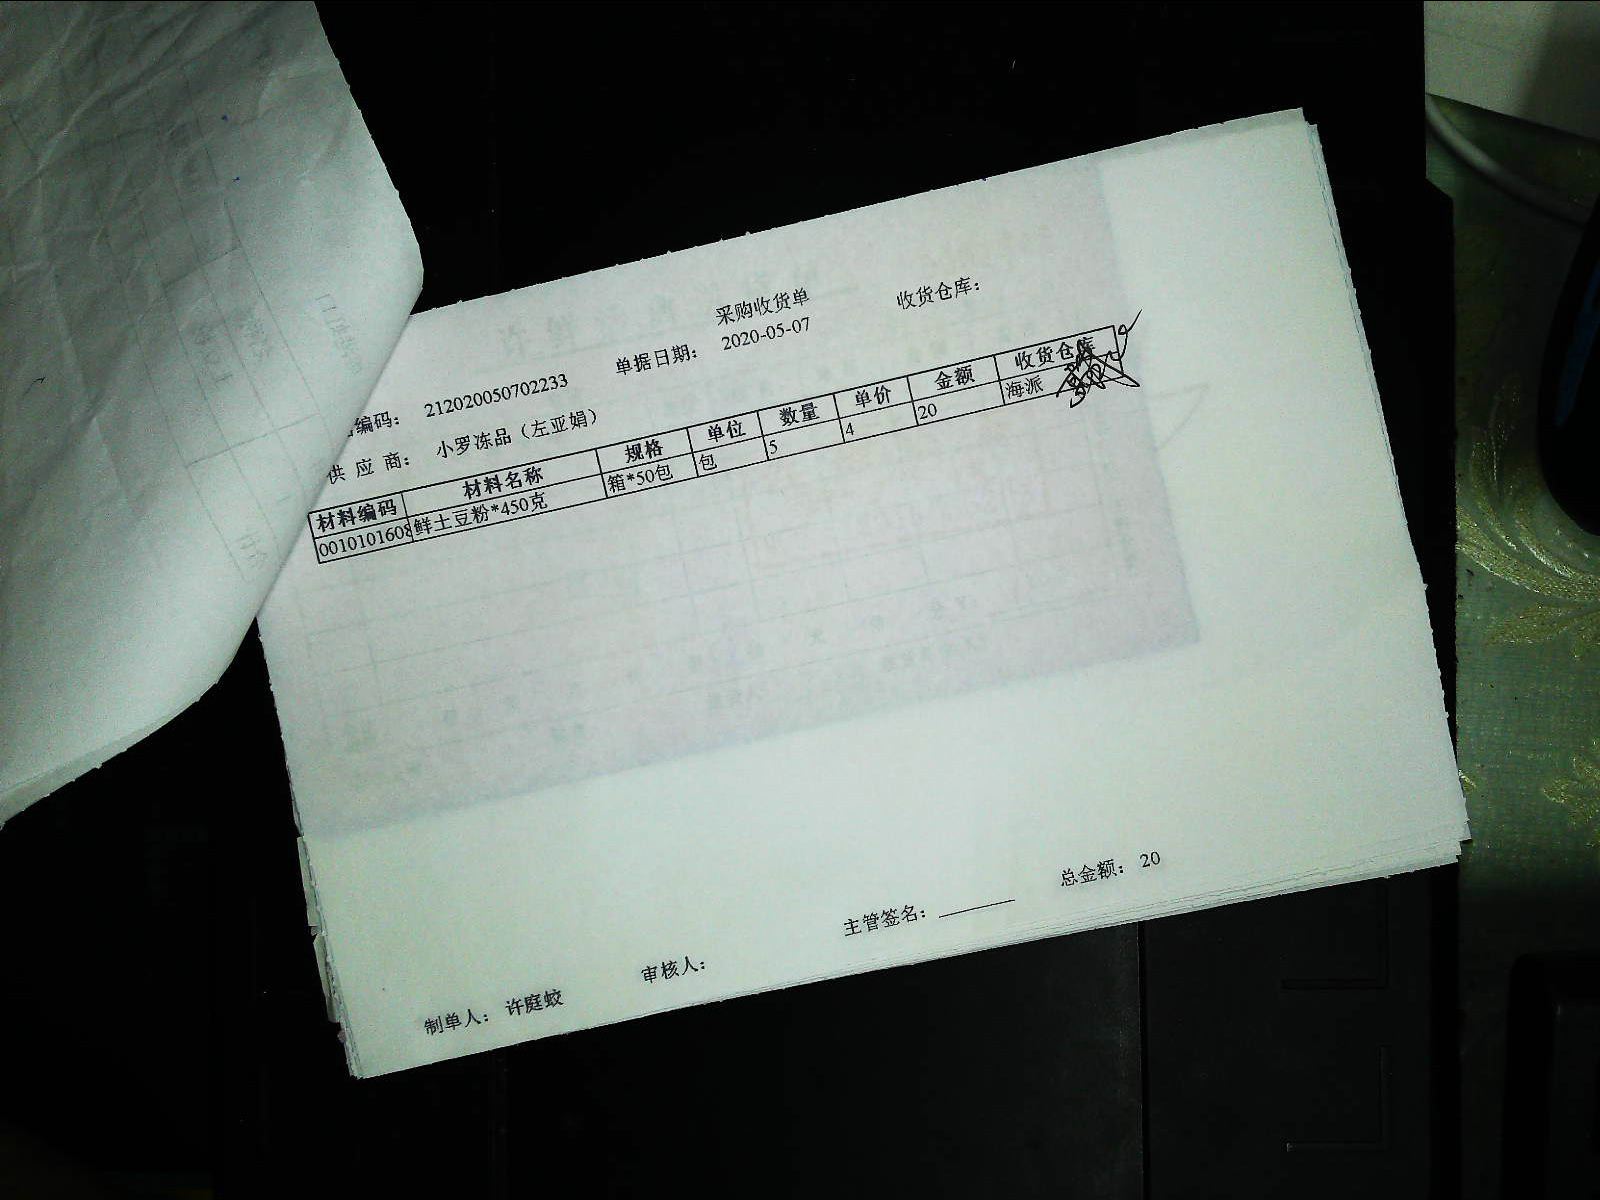 采购收货单
编码： 212020050702233 单据日期： 2020-05-07 收货仓库：
供 应 商： 小罗冻品（左亚娟）
材料编码 材料名称 规格 单位 数量 单价 金额 收货仓库
0010101608 鲜土豆粉*450克 箱*50包 包 5 4 20 海派
制单人： 许庭蛟 审核人： 主管签名： 总金额： 20